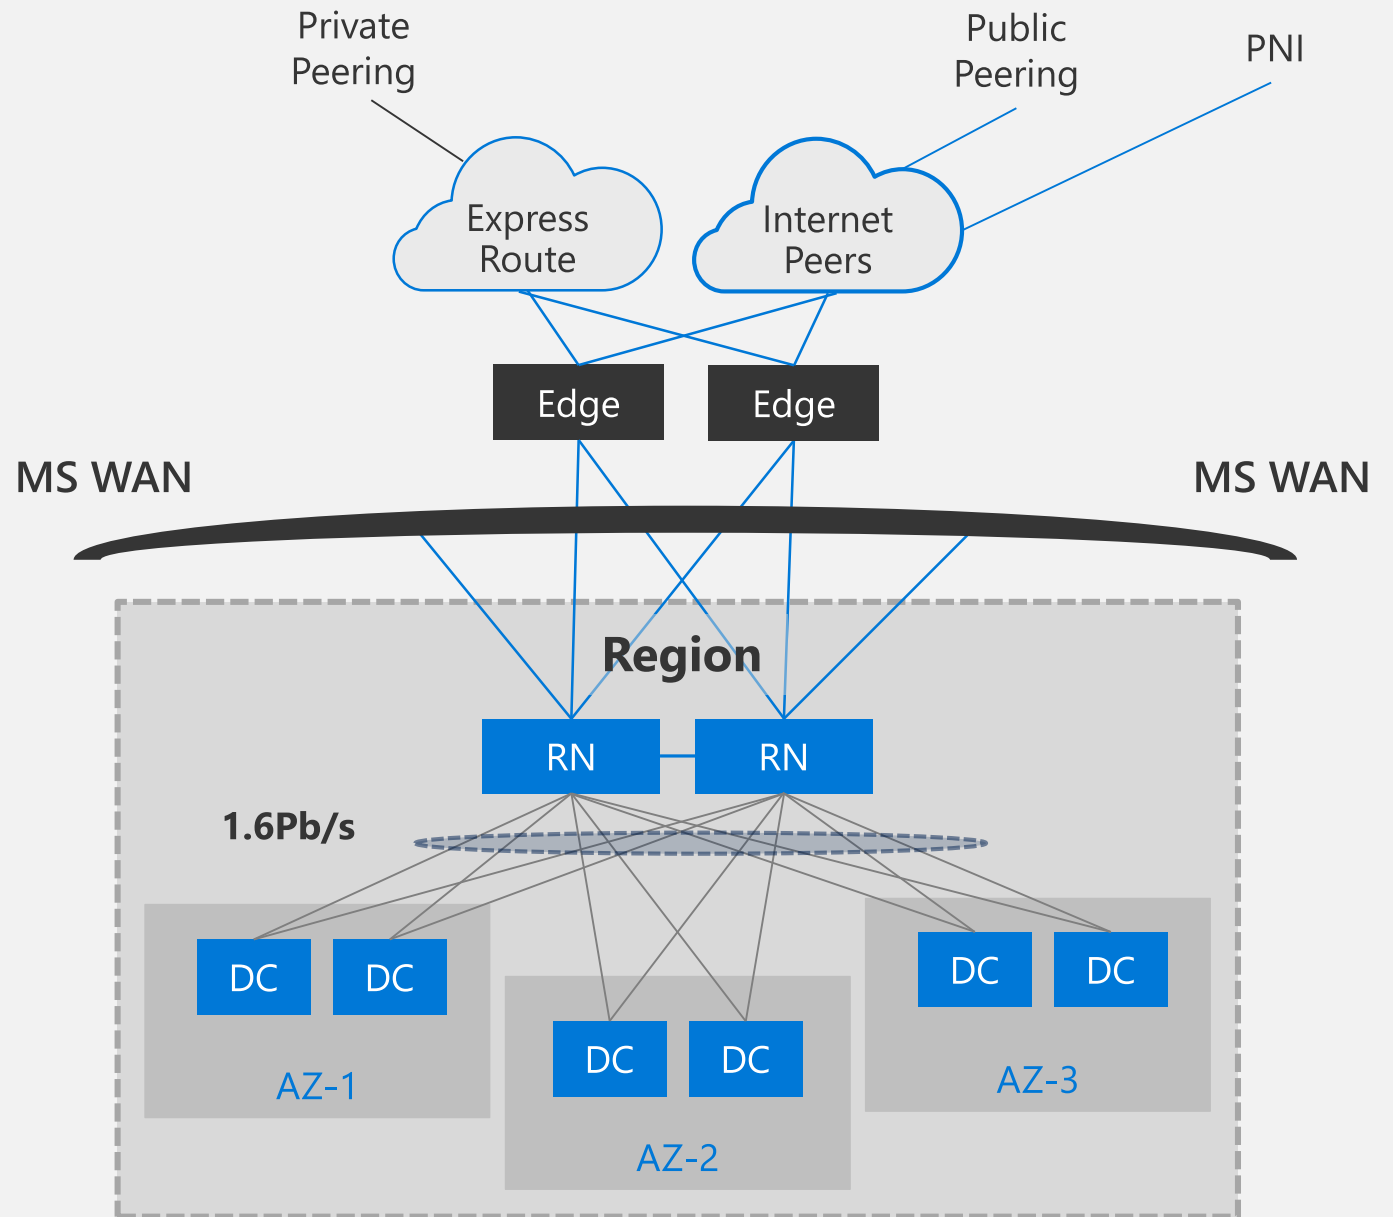 Private
Peering
Public
Peering
PNI
Express
Route
Internet
Peers
Edge
Edge
MS WAN
MS WAN
Region
RN
RN
1.6Pb/s
DC
DC
AZ-1
DC
DC
AZ-2
DC
DC
AZ-3